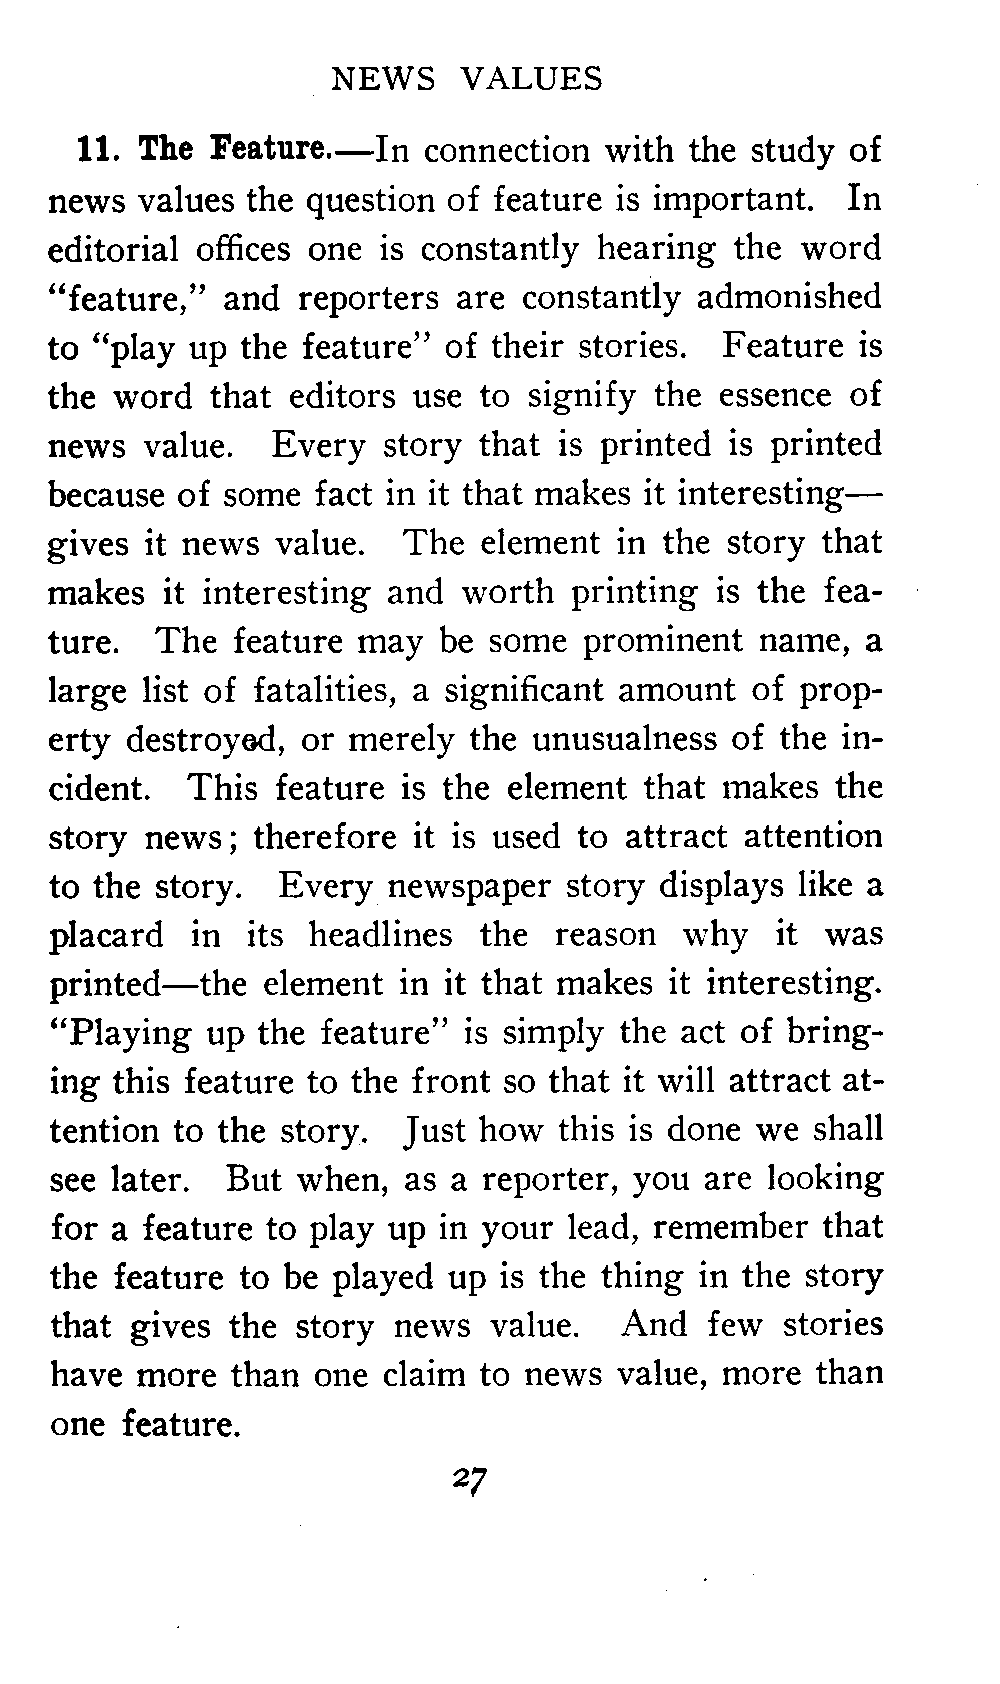 NEWS VALUES
11. The Feature.—In connection with the study of
news values the question of feature is important. In
editorial offices one is constantly hearing the word
“feature,” and reporters are constantly admonished
to “play up the feature” of their stories. Feature is
the word that editors use to signify the essence of
news value. Every story that is printed is printed
because of some fact in it that makes it interesting—
gives it news value. The element in the story that
makes it interesting and worth printing is the fea-
ture. The feature may be some prominent name, a
large list of fatalities, a significant amount of prop-
erty destroyed, or merely the unusualness of the in-
cident. This feature is the element that makes the
story news; therefore it is used to attract attention
to the story. Every newspaper story displays like a
placard in its headlines the reason why it was
printed—the element in it that makes it interesting.
“Playing up the feature” is simply the act of bring-
ing this feature to the front so that it will attract at-
tention to the story. Just how this is done we shall
see later. But when, as a reporter, you are looking
for a feature to play up in your lead, remember that
the feature to be played up is the thing in the story
that gives the story news value. And few stories
have more than one claim to news value, more than
one feature.
27